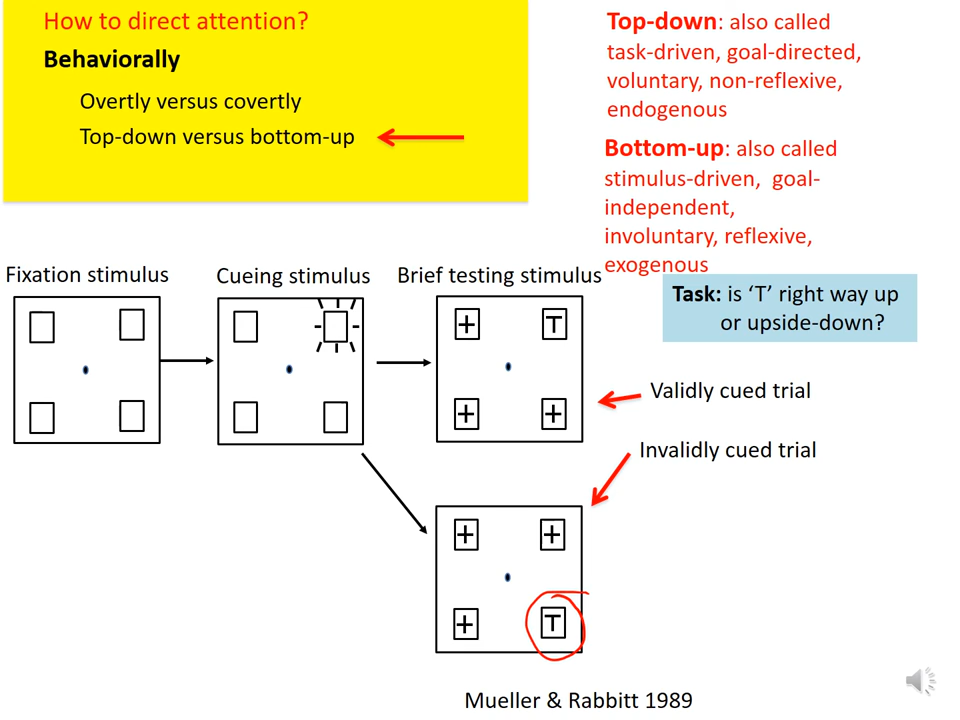 How to direct attention?
Behaviorally
Overtly versus covertly
Top-down versus bottom-up
Top-down: also called
task-driven, goal-directed,
voluntary, non-reflexive,
endogenous
Bottom-up: also called
stimulus-driven, goal-
independent,
involuntary, reflexive,
exogenous
Fixation stimulus
Cueing stimulus
Brief testing stimulus
Task: is ‘T’ right way up
or upside-down?
+ T
+ +
Validly cued trial
Invalidly cued trial
+ +
+ T
Mueller & Rabbitt 1989